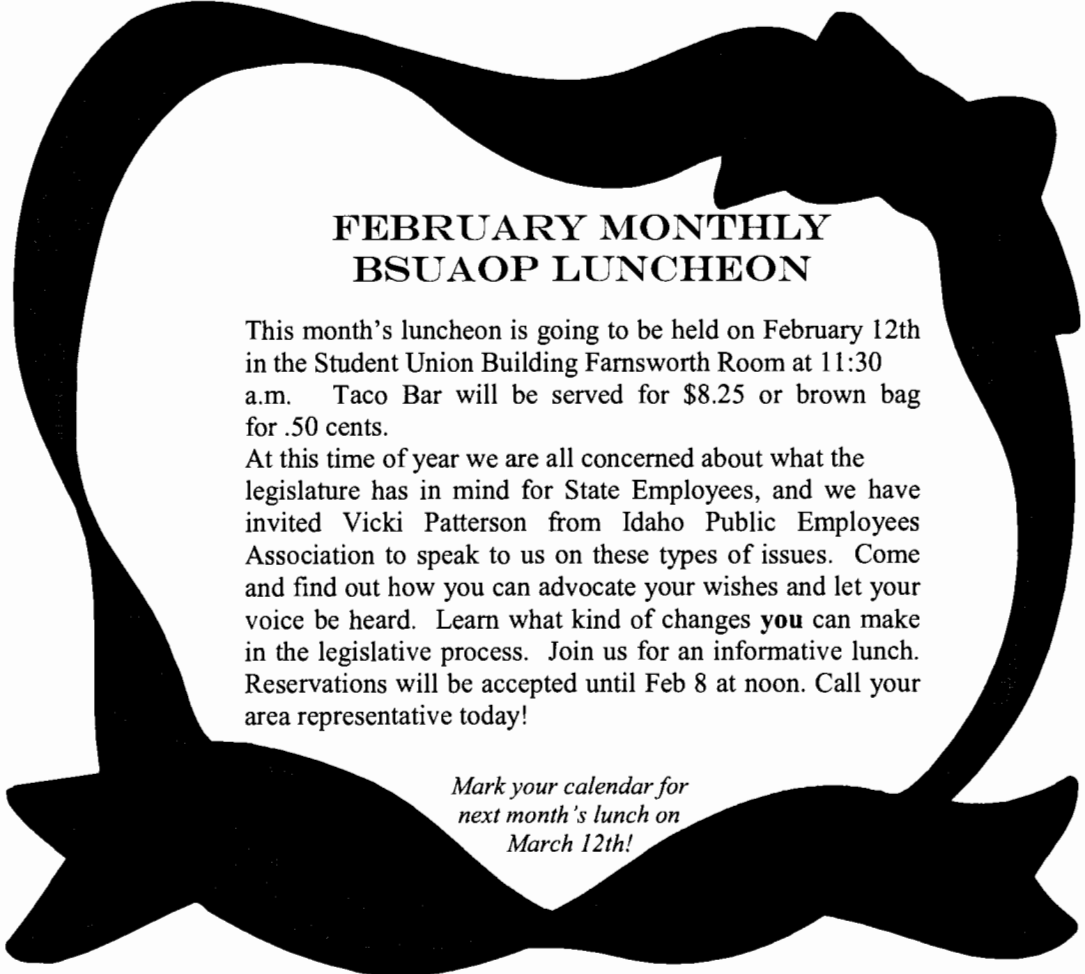 FEBRUARY MONTHLY
BSUAOP LUNCHEON
This month's luncheon is going to be held on February 12th
in the Student Union Building Farnsworth Room at 11:30
a.m. Taco Bar will be served for $8.25 or brown bag
for .50 cents.
At this time of year we are all concerned about what the
legislature has in mind for State Employees, and we have
invited Vicki Patterson from Idaho Public Employees
Association to speak to us on these types of issues. Come
and find out how you can advocate your wishes and let your
voice be heard. Learn what kind of changes you can make
in the legislative process. Join us for an informative lunch.
Reservations will be accepted until Feb 8 at noon. Call your
area representative today!
Mark your calendar for
next month's lunch on
March 12th!